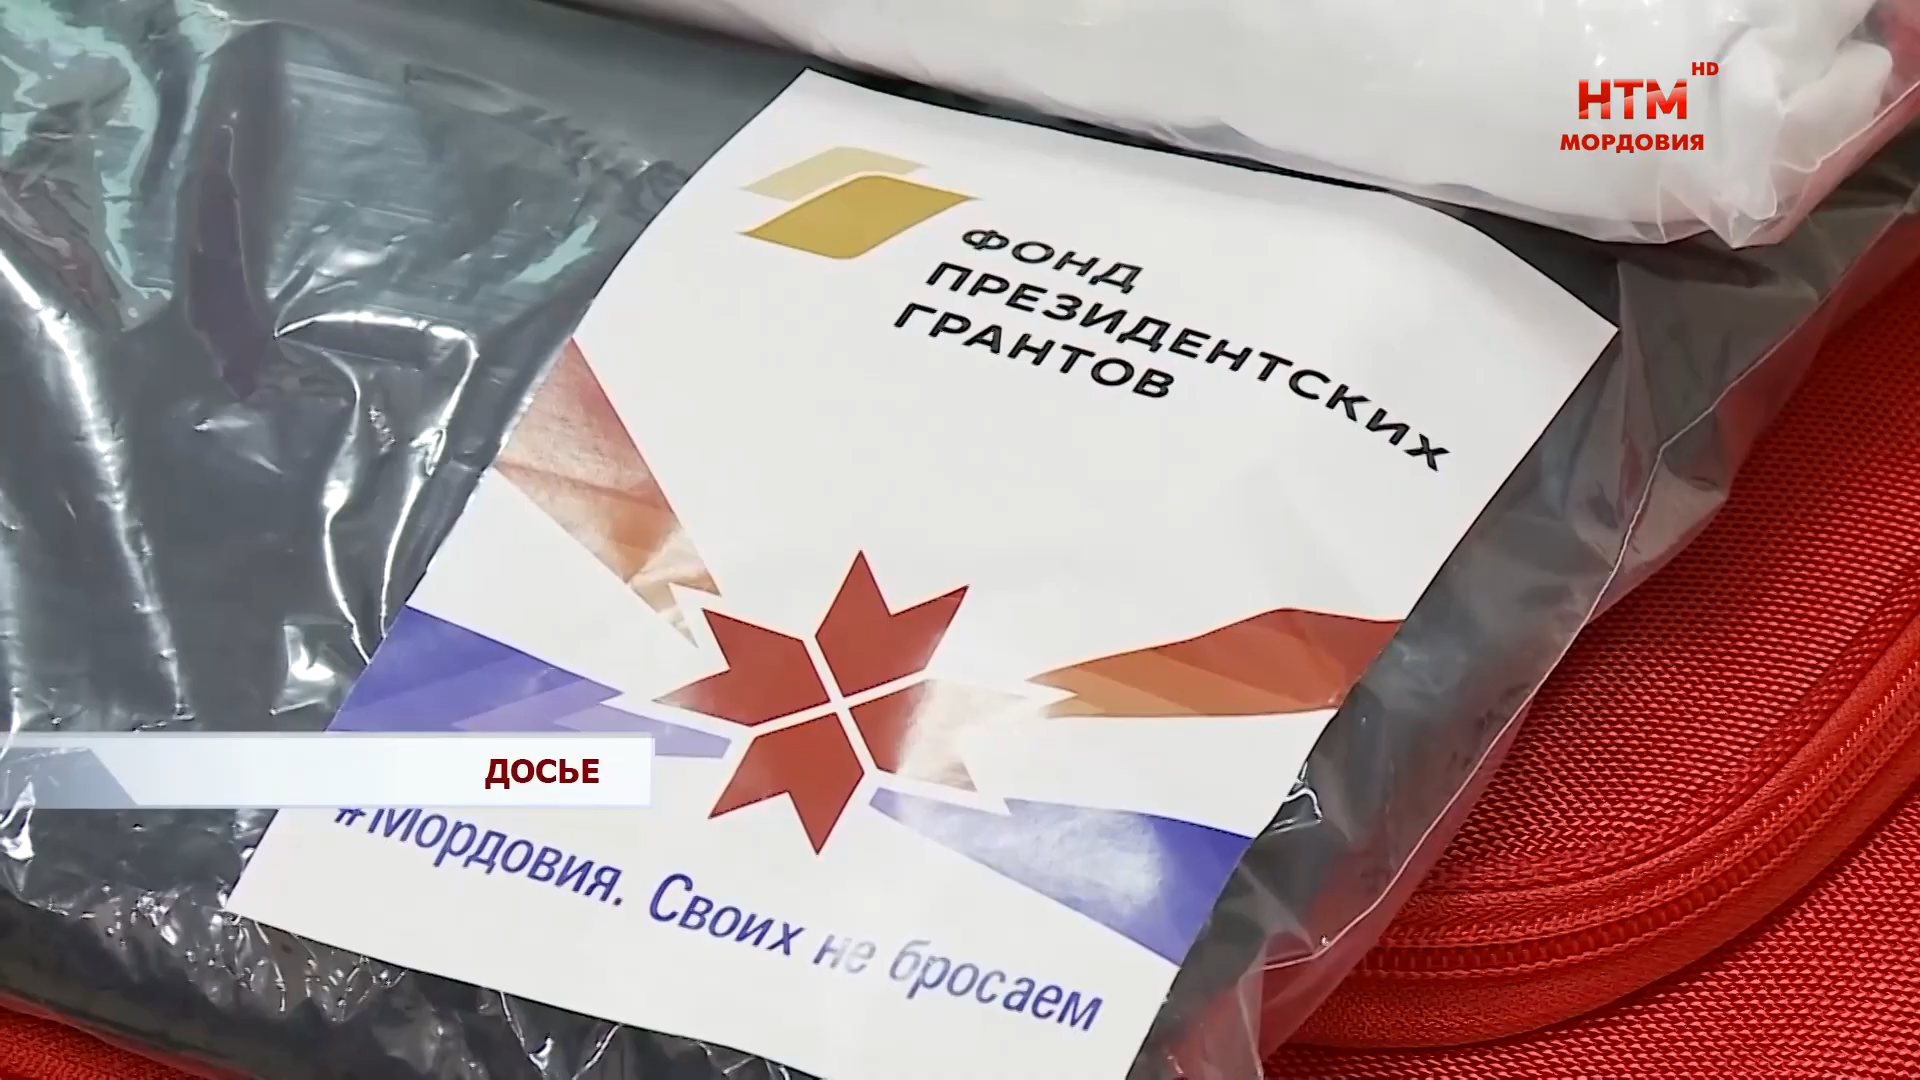 HD
НТМ
МОРДОВИЯ
ФОНД
ПРЕЗИДЕНТСКИХ
ГРАНТОВ
ДОСЬЕ
#Мордовия. Своих не бросаем